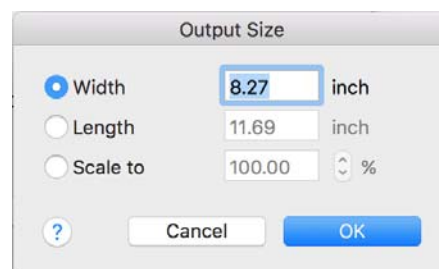 Output Size
Width 8.27 inch
Length 11.69 inch
Scale to 100.00 %
? Cancel OK